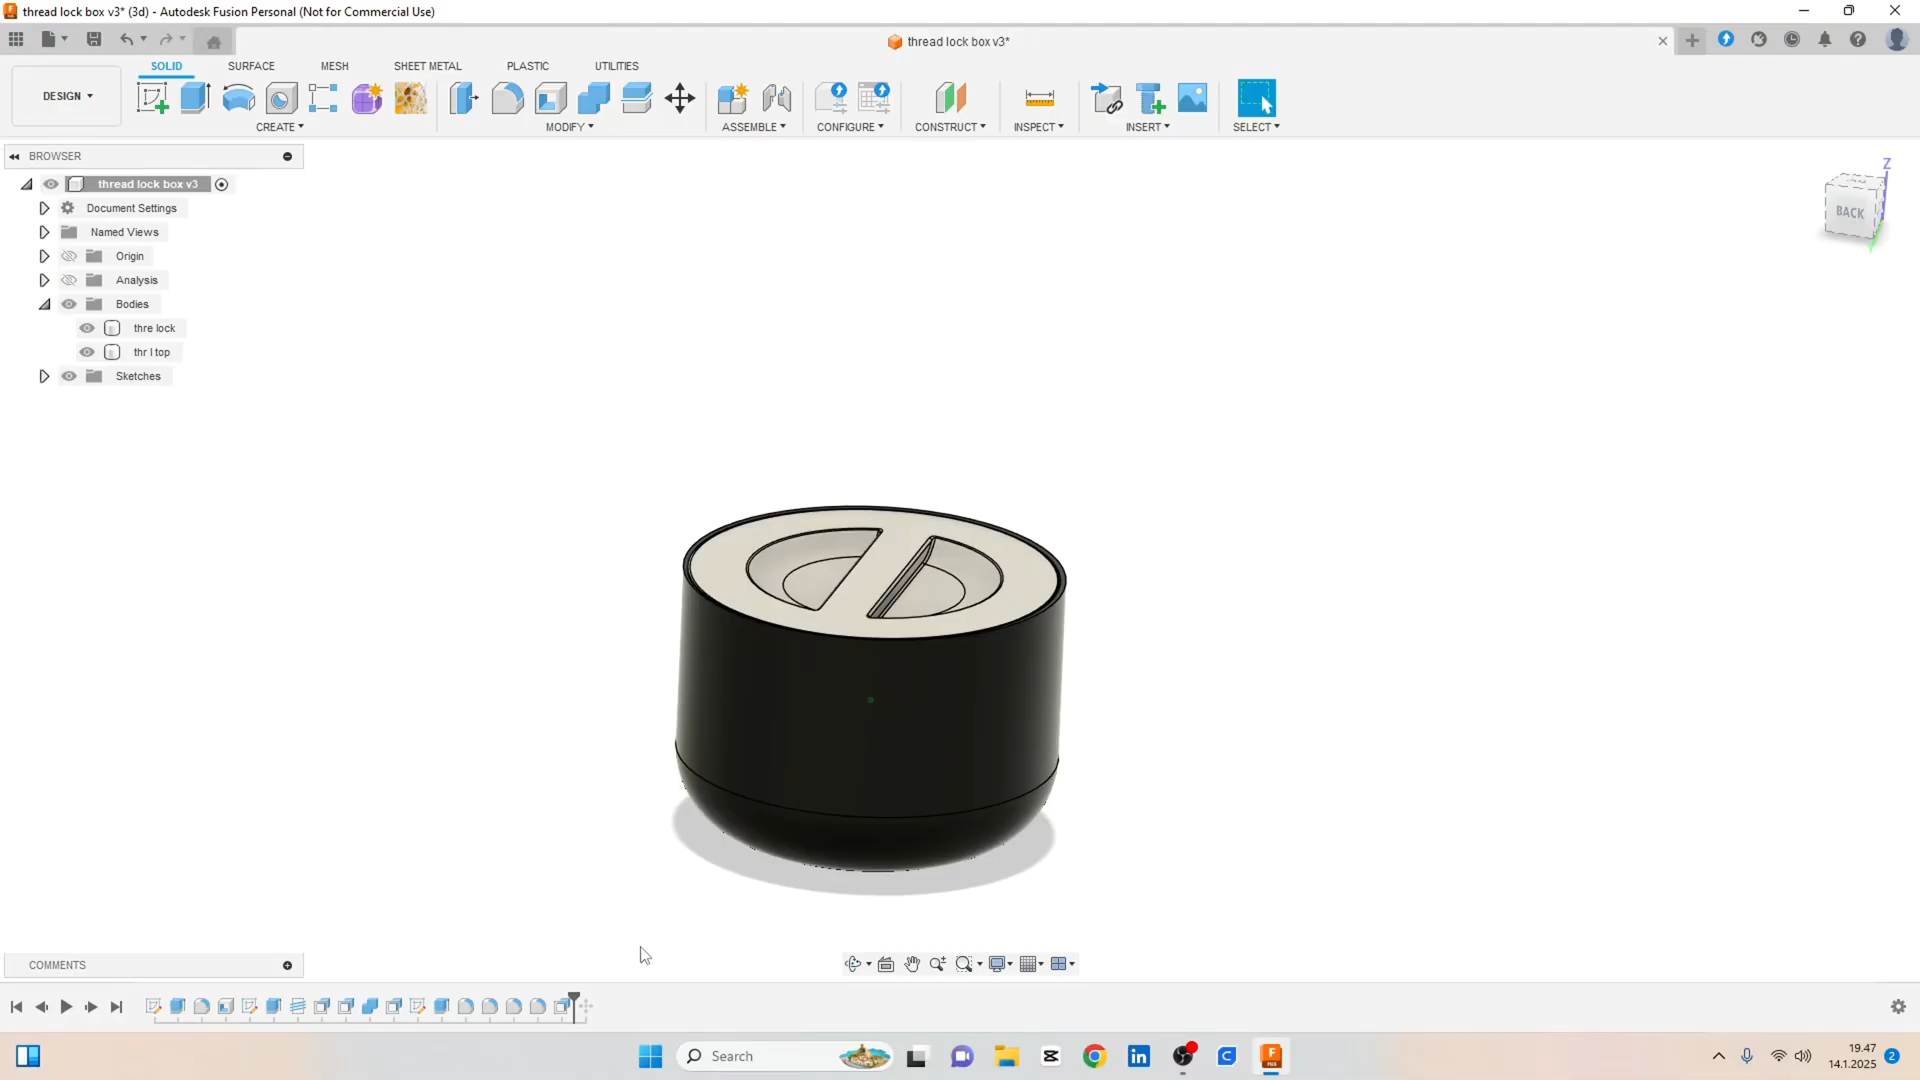 thread lock box v3* (3d) - Autodesk Fusion Personal (Not for Commercial Use)
thread lock box v3*
DESIGN
SOLID
SURFACE
MESH
SHEET METAL
PLASTIC
UTILITIES
CREATE
MODIFY
ASSEMBLE
CONFIGURE
CONSTRUCT
INSPECT
INSERT
SELECT
BROWSER
thread lock box v3
Document Settings
Named Views
Origin
Analysis
Bodies
thre lock
thr l top
Sketches
Z
BACK
COMMENTS
Search
19.47
14.1.2025
2